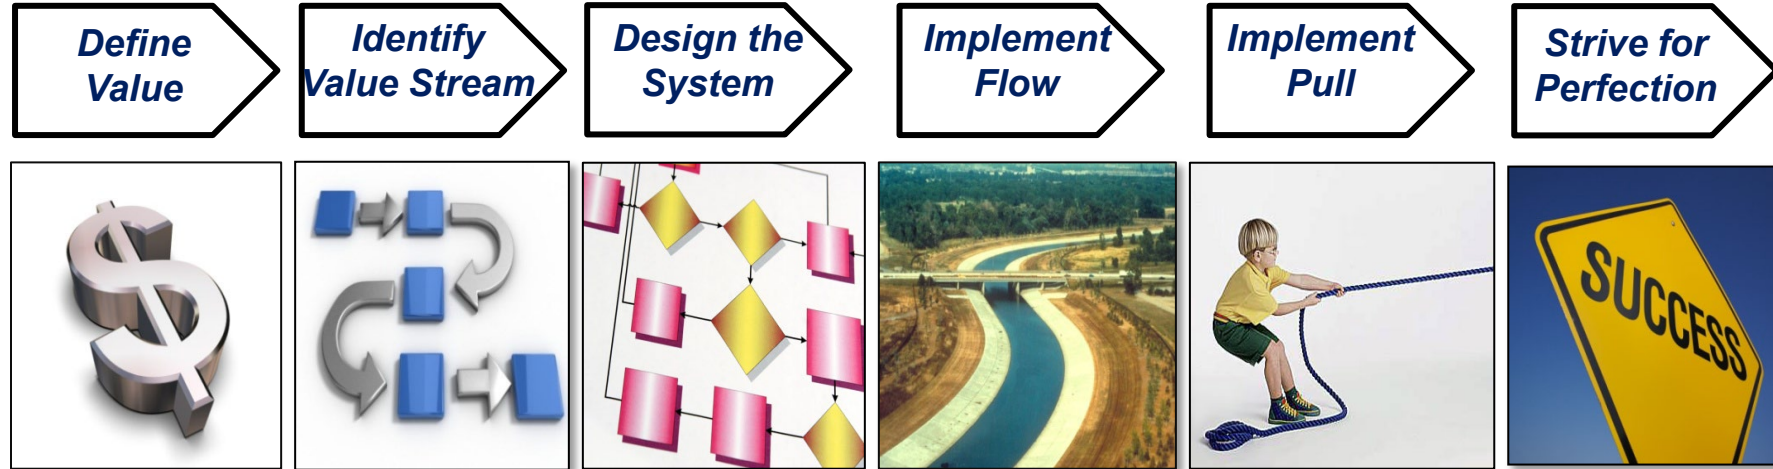 Define
Value
Identify
Value Stream
Design the
System
Implement
Flow
Implement
Pull
Strive for
Perfection
SUCCESS